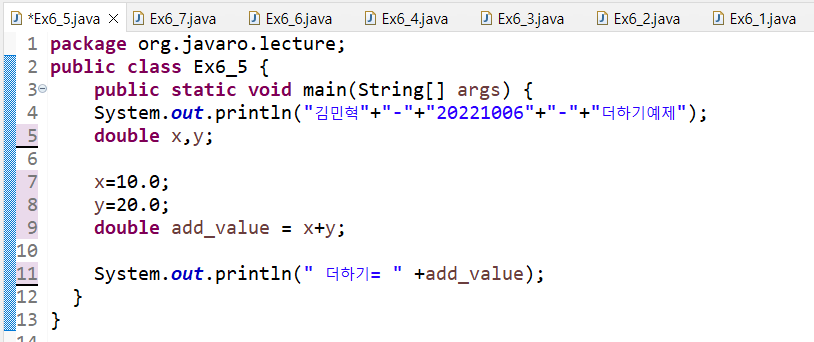 *Ex6_5.java Ex6_7.java Ex6_6.java Ex6_4.java Ex6_3.java Ex6_2.java Ex6_1.java
1 package org.javaro.lecture;
2 public class Ex6_5 {
3 public static void main(String[] args) {
4 System.out.println("김민혁"+"-"+"20221006"+"-"+"더하기예제");
5 double x,y;
6
7 x=10.0;
8 y=20.0;
9 double add_value = x+y;
10
11 System.out.println(" 더하기= " +add_value);
12 }
13 }
14